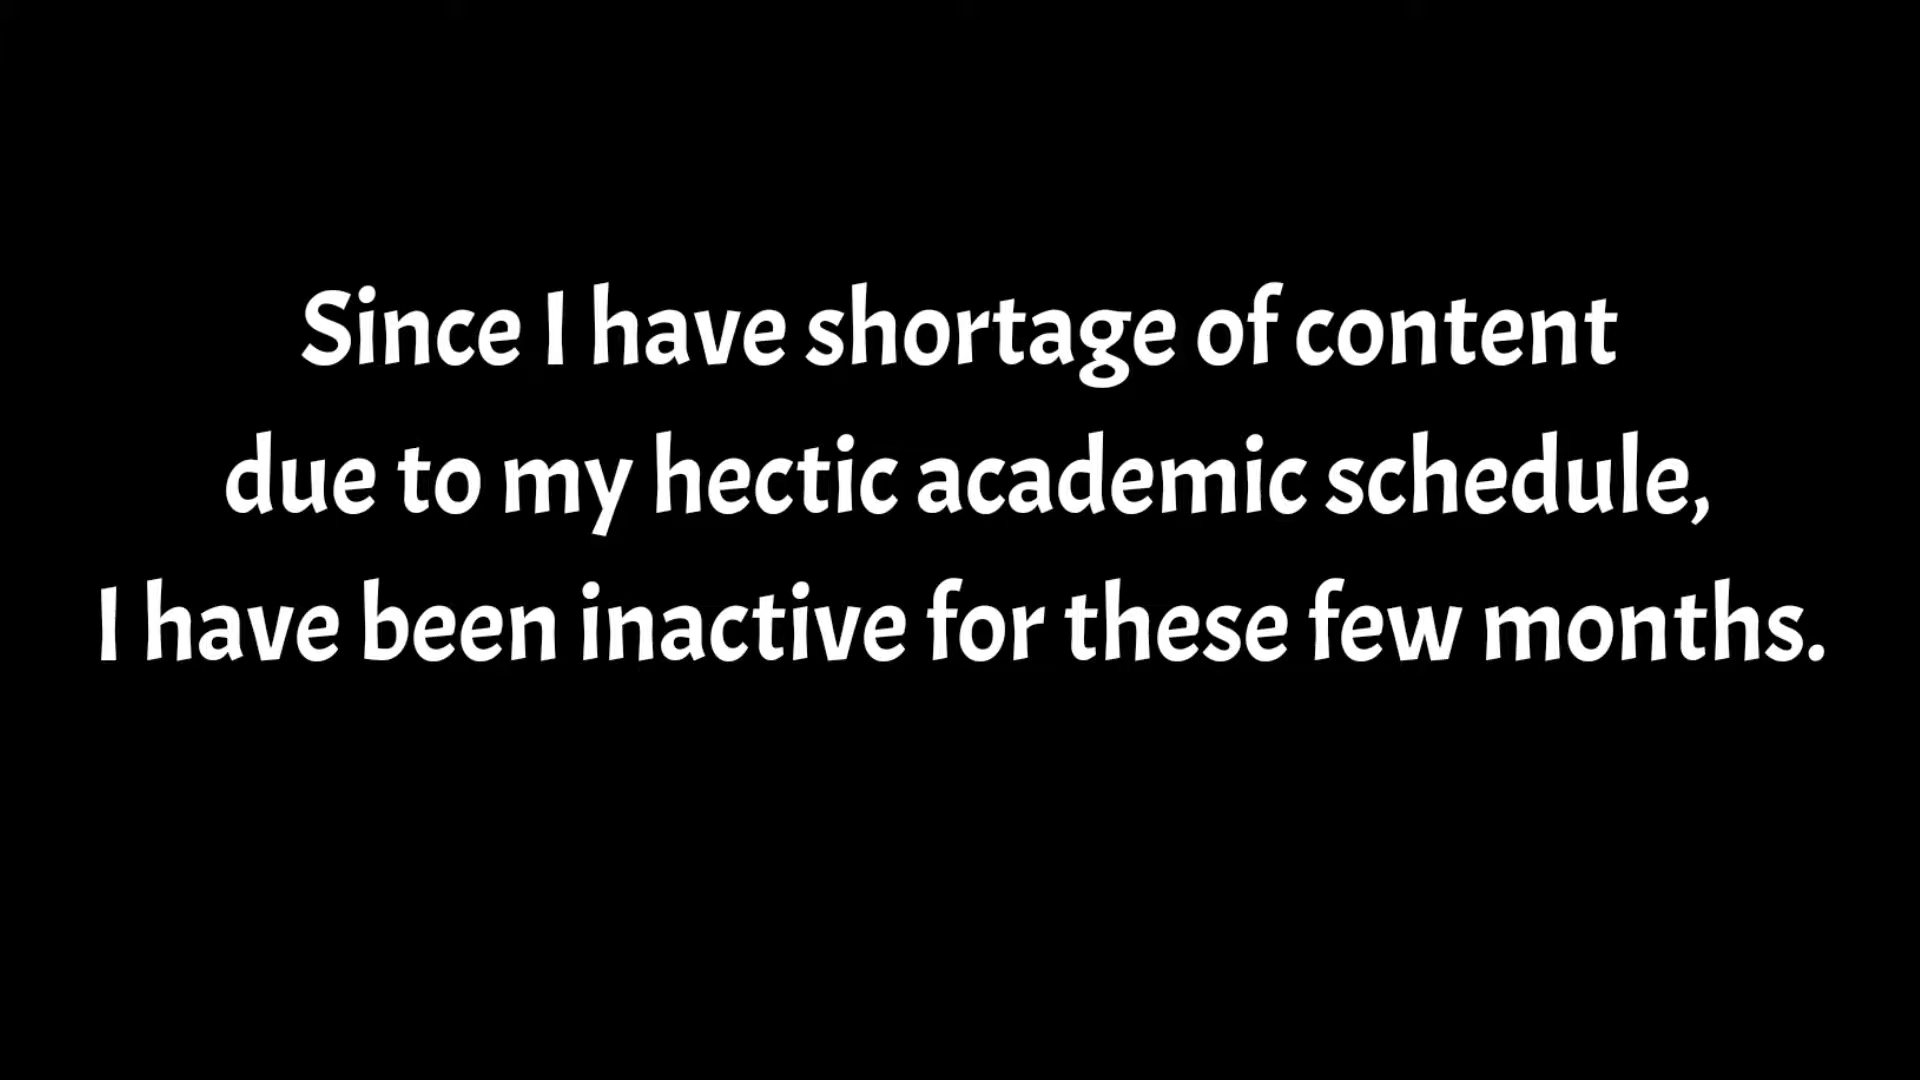 Since I have shortage of content
due to my hectic academic schedule,
I have been inactive for these few months.